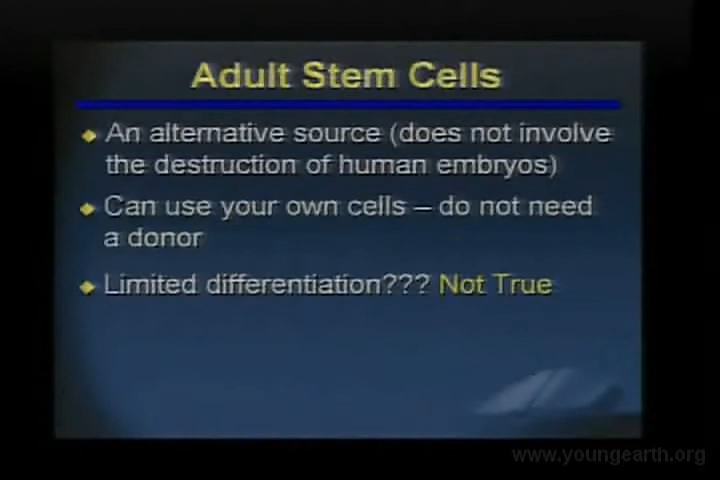 Adult Stem Cells
An alternative source (does not involve
the destruction of human embryos)
Can use your own cells – do not need
a donor
Limited differentiation??? Not True
www.youngearth.org